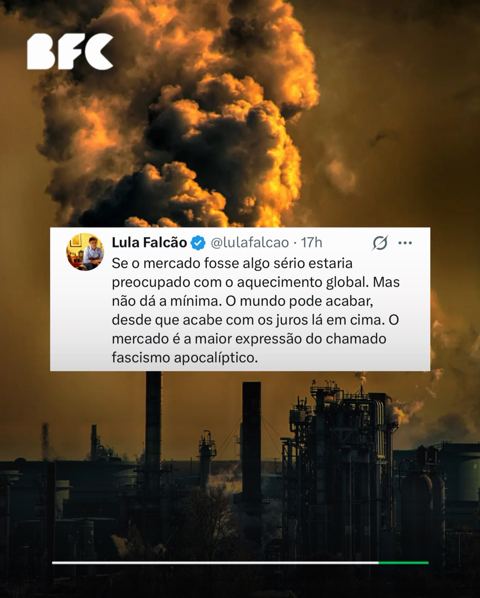 BFC
Lula Falcão @lulafalcao · 17h
Se o mercado fosse algo sério estaria
preocupado com o aquecimento global. Mas
não dá a mínima. O mundo pode acabar,
desde que acabe com os juros lá em cima. O
mercado é a maior expressão do chamado
fascismo apocalíptico.